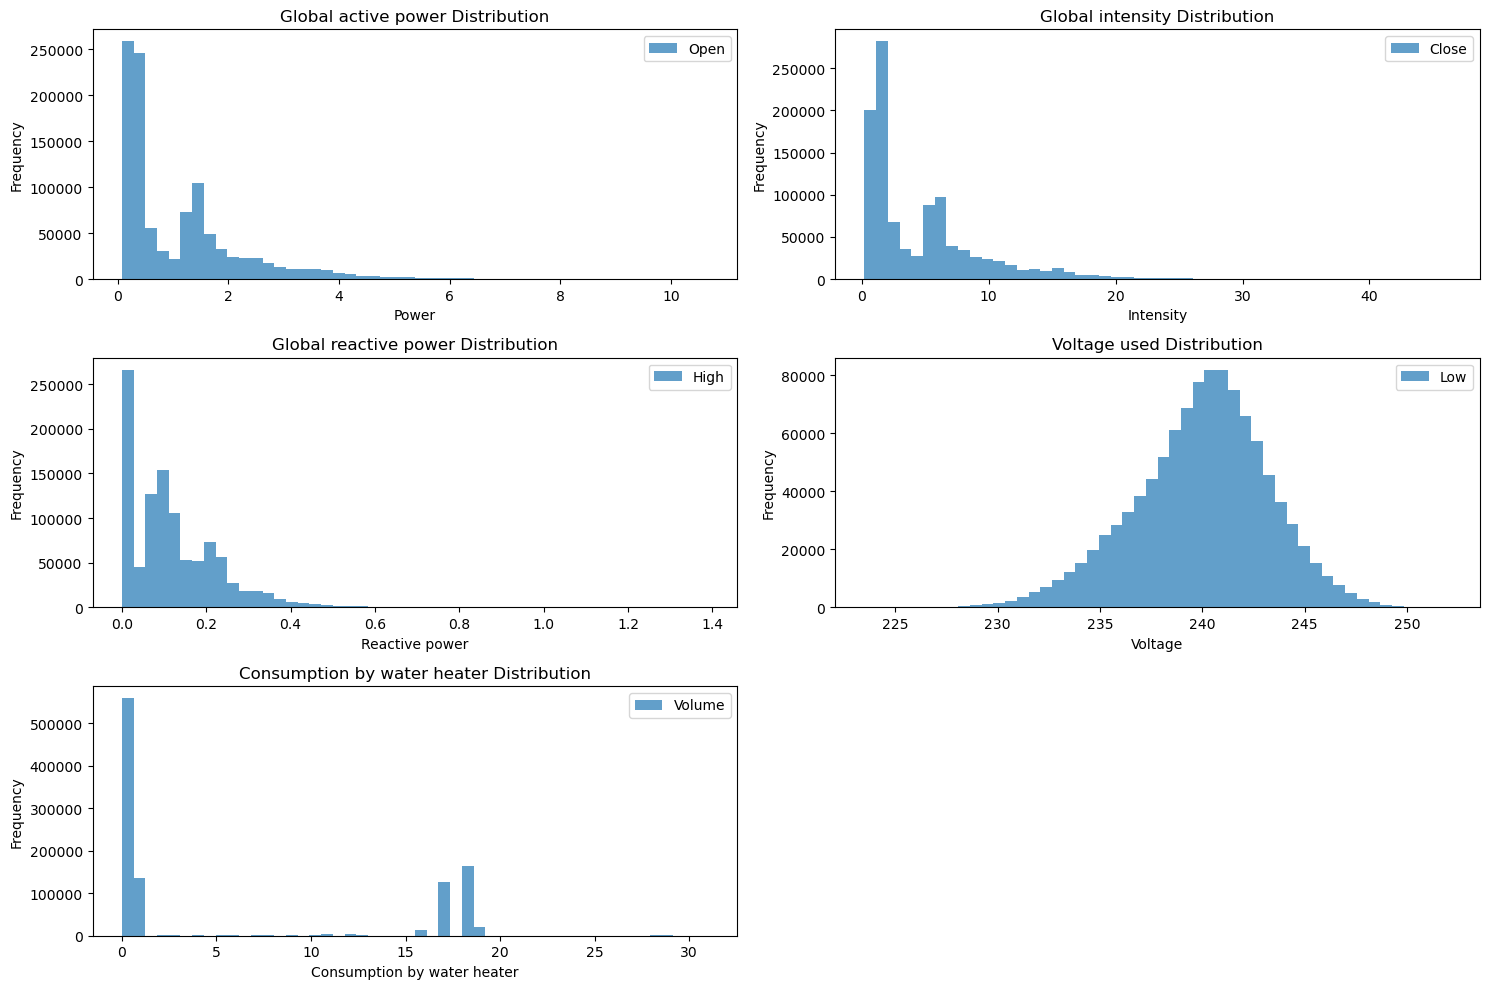 Global active power Distribution
Open
250000
200000
150000
100000
50000
0
Frequency
0 2 4 6 8 10
Power
Global intensity Distribution
Close
250000
200000
150000
100000
50000
0
Frequency
0 10 20 30 40
Intensity
Global reactive power Distribution
High
250000
200000
150000
100000
50000
0
Frequency
0.0 0.2 0.4 0.6 0.8 1.0 1.2 1.4
Reactive power
Voltage used Distribution
Low
80000
60000
40000
20000
0
Frequency
225 230 235 240 245 250
Voltage
Consumption by water heater Distribution
Volume
500000
400000
300000
200000
100000
0
Frequency
0 5 10 15 20 25 30
Consumption by water heater